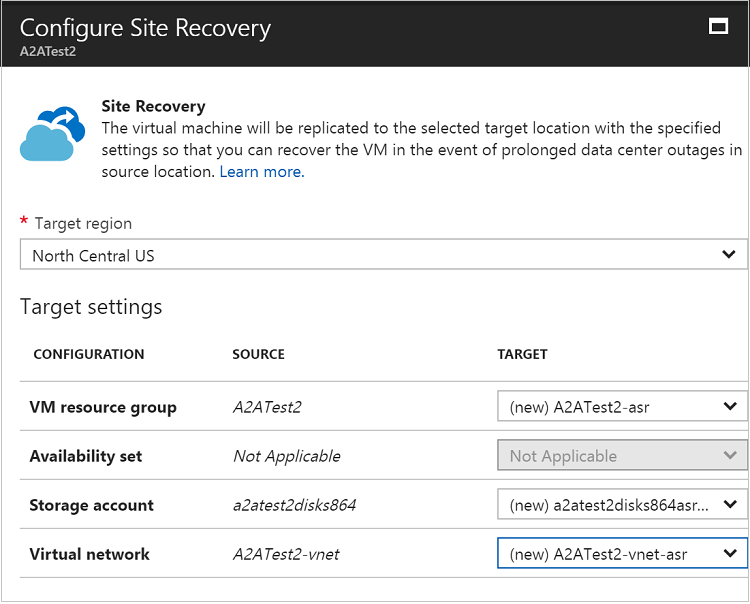 Configure Site Recovery
A2ATest2
Site Recovery
The virtual machine will be replicated to the selected target location with the specified
settings so that you can recover the VM in the event of prolonged data center outages in
source location. Learn more.
* Target region
North Central US
Target settings
CONFIGURATION SOURCE TARGET
VM resource group A2ATest2 (new) A2ATest2-asr
Availability set Not Applicable Not Applicable
Storage account a2atest2disks864 (new) a2atest2disks864asr...
Virtual network A2ATest2-vnet (new) A2ATest2-vnet-asr